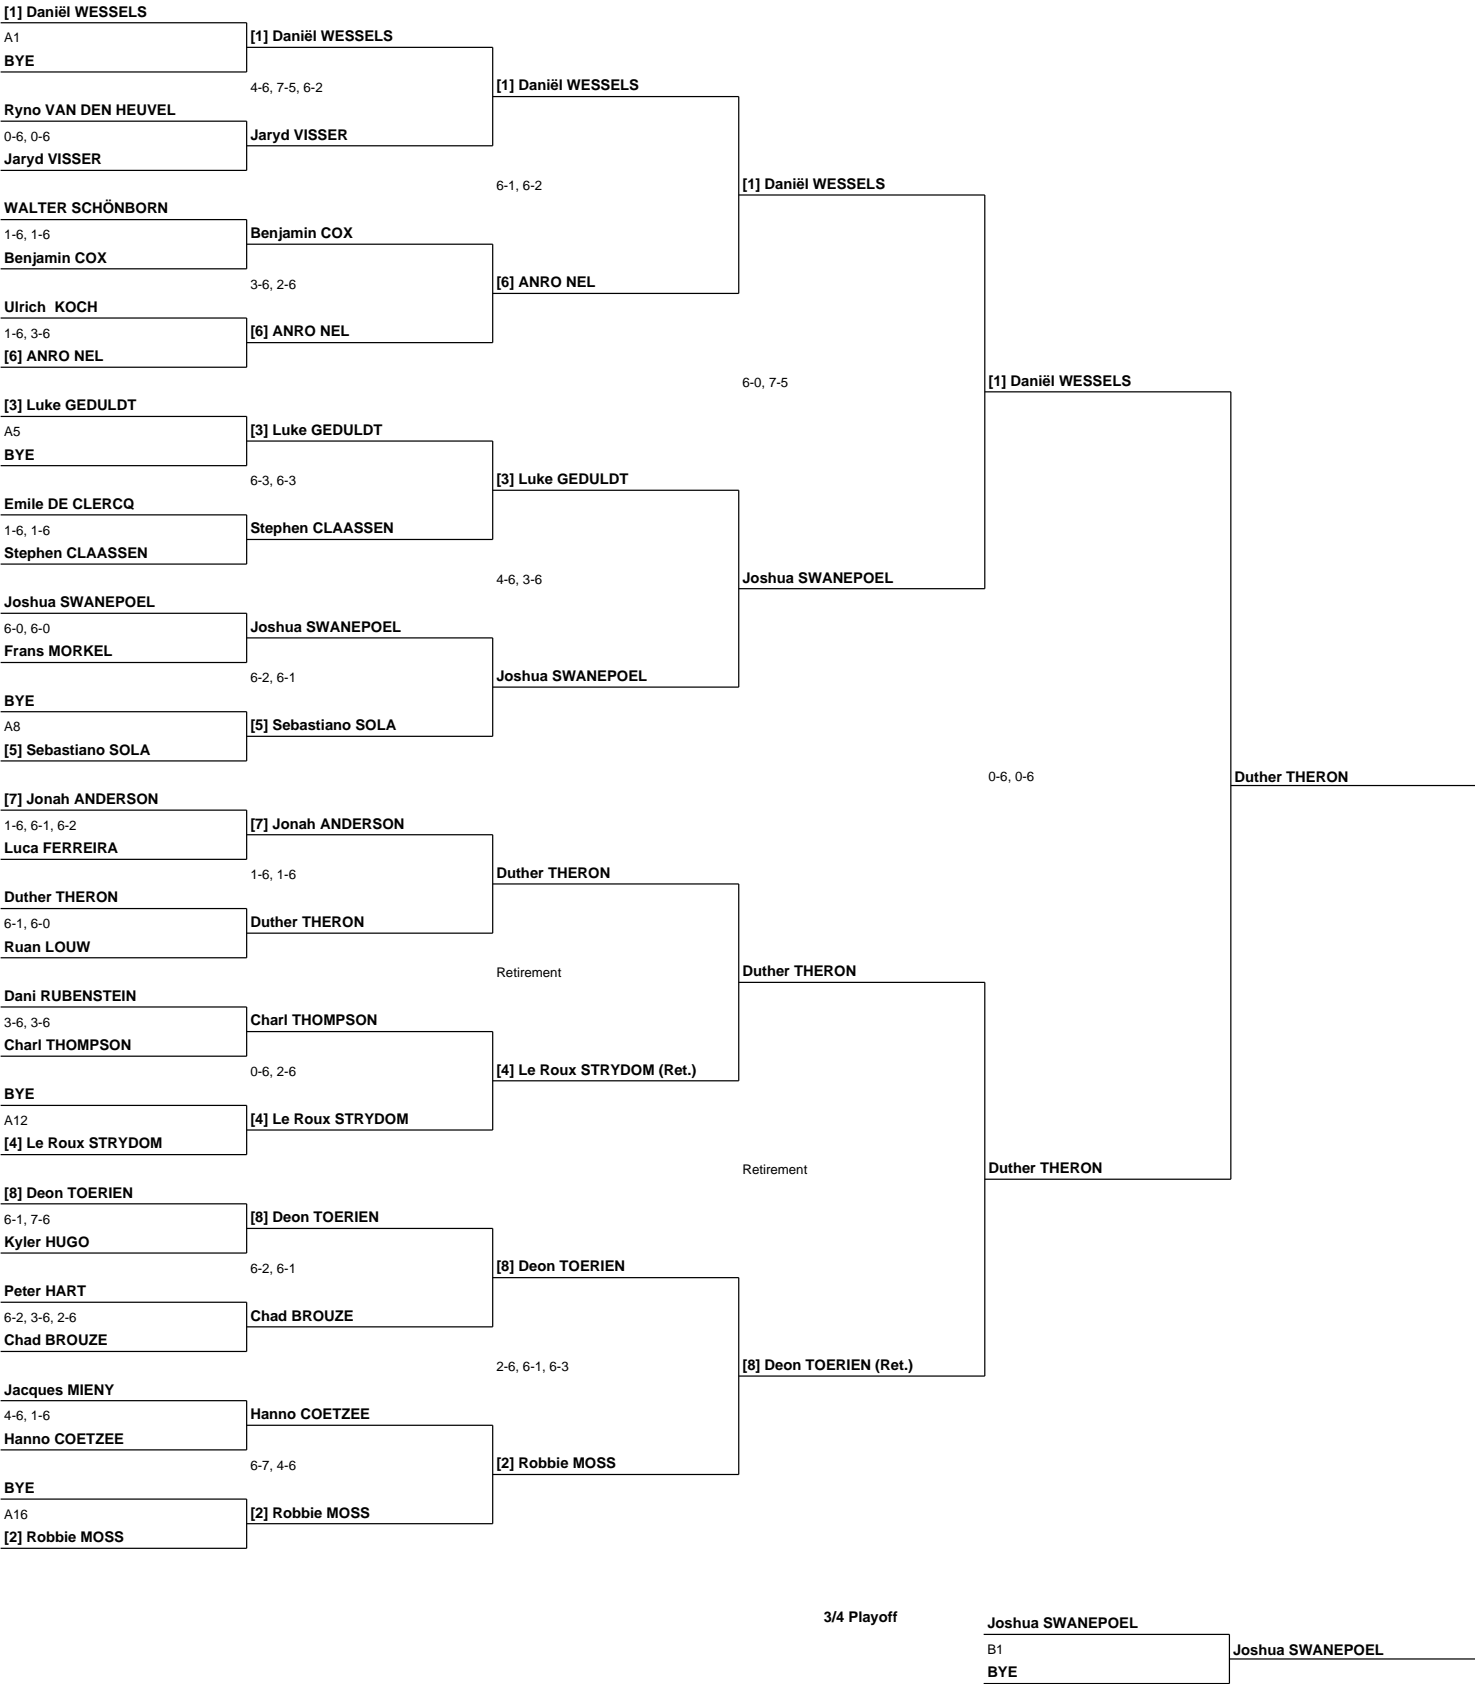 [1] Daniël WESSELS
A1
[1] Daniël WESSELS
BYE
4-6, 7-5, 6-2
[1] Daniël WESSELS
Ryno VAN DEN HEUVEL
0-6, 0-6
Jaryd VISSER
Jaryd VISSER
6-1, 6-2
[1] Daniël WESSELS
WALTER SCHÖNBORN
1-6, 1-6
Benjamin COX
Benjamin COX
3-6, 2-6
[6] ANRO NEL
Ulrich  KOCH
1-6, 3-6
[6] ANRO NEL
[6] ANRO NEL
6-0, 7-5
[1] Daniël WESSELS
[3] Luke GEDULDT
A5
[3] Luke GEDULDT
BYE
6-3, 6-3
[3] Luke GEDULDT
Emile DE CLERCQ
1-6, 1-6
Stephen CLAASSEN
Stephen CLAASSEN
4-6, 3-6
Joshua SWANEPOEL
Joshua SWANEPOEL
6-0, 6-0
Joshua SWANEPOEL
Frans MORKEL
6-2, 6-1
Joshua SWANEPOEL
BYE
A8
[5] Sebastiano SOLA
[5] Sebastiano SOLA
0-6, 0-6
Duther THERON
[7] Jonah ANDERSON
1-6, 6-1, 6-2
[7] Jonah ANDERSON
Luca FERREIRA
1-6, 1-6
Duther THERON
Duther THERON
6-1, 6-0
Duther THERON
Ruan LOUW
Retirement
Duther THERON
Dani RUBENSTEIN
3-6, 3-6
Charl THOMPSON
Charl THOMPSON
0-6, 2-6
[4] Le Roux STRYDOM (Ret.)
BYE
A12
[4] Le Roux STRYDOM
[4] Le Roux STRYDOM
Retirement
Duther THERON
[8] Deon TOERIEN
6-1, 7-6
[8] Deon TOERIEN
Kyler HUGO
6-2, 6-1
[8] Deon TOERIEN
Peter HART
6-2, 3-6, 2-6
Chad BROUZE
Chad BROUZE
2-6, 6-1, 6-3
[8] Deon TOERIEN (Ret.)
Jacques MIENY
4-6, 1-6
Hanno COETZEE
Hanno COETZEE
6-7, 4-6
[2] Robbie MOSS
BYE
A16
[2] Robbie MOSS
[2] Robbie MOSS
3/4 Playoff
Joshua SWANEPOEL
B1
Joshua SWANEPOEL
BYE